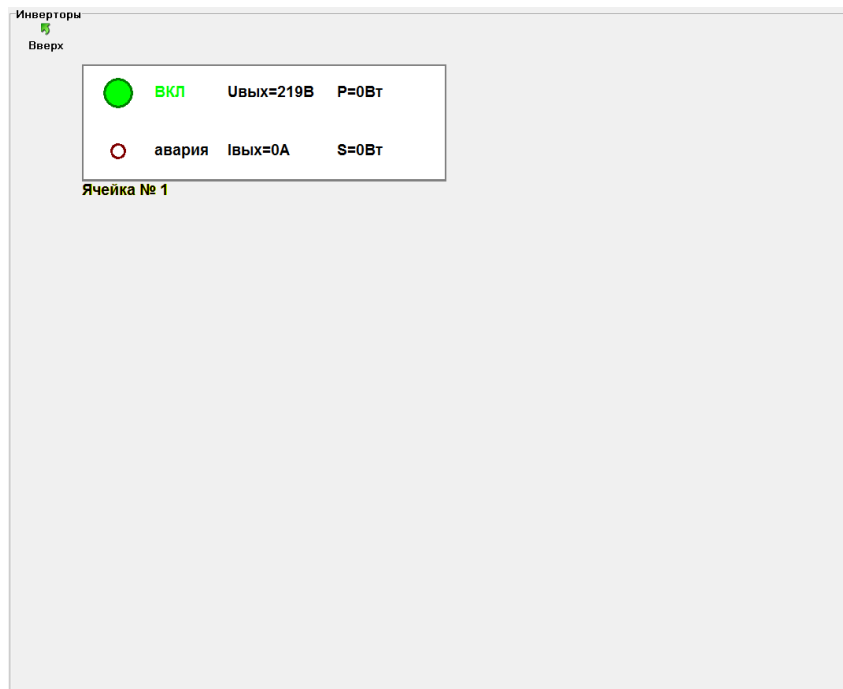 Инверторы
Вверх
ВКЛ Uвых=219В P=0Вт
авария Iвых=0А S=0Вт
Ячейка № 1